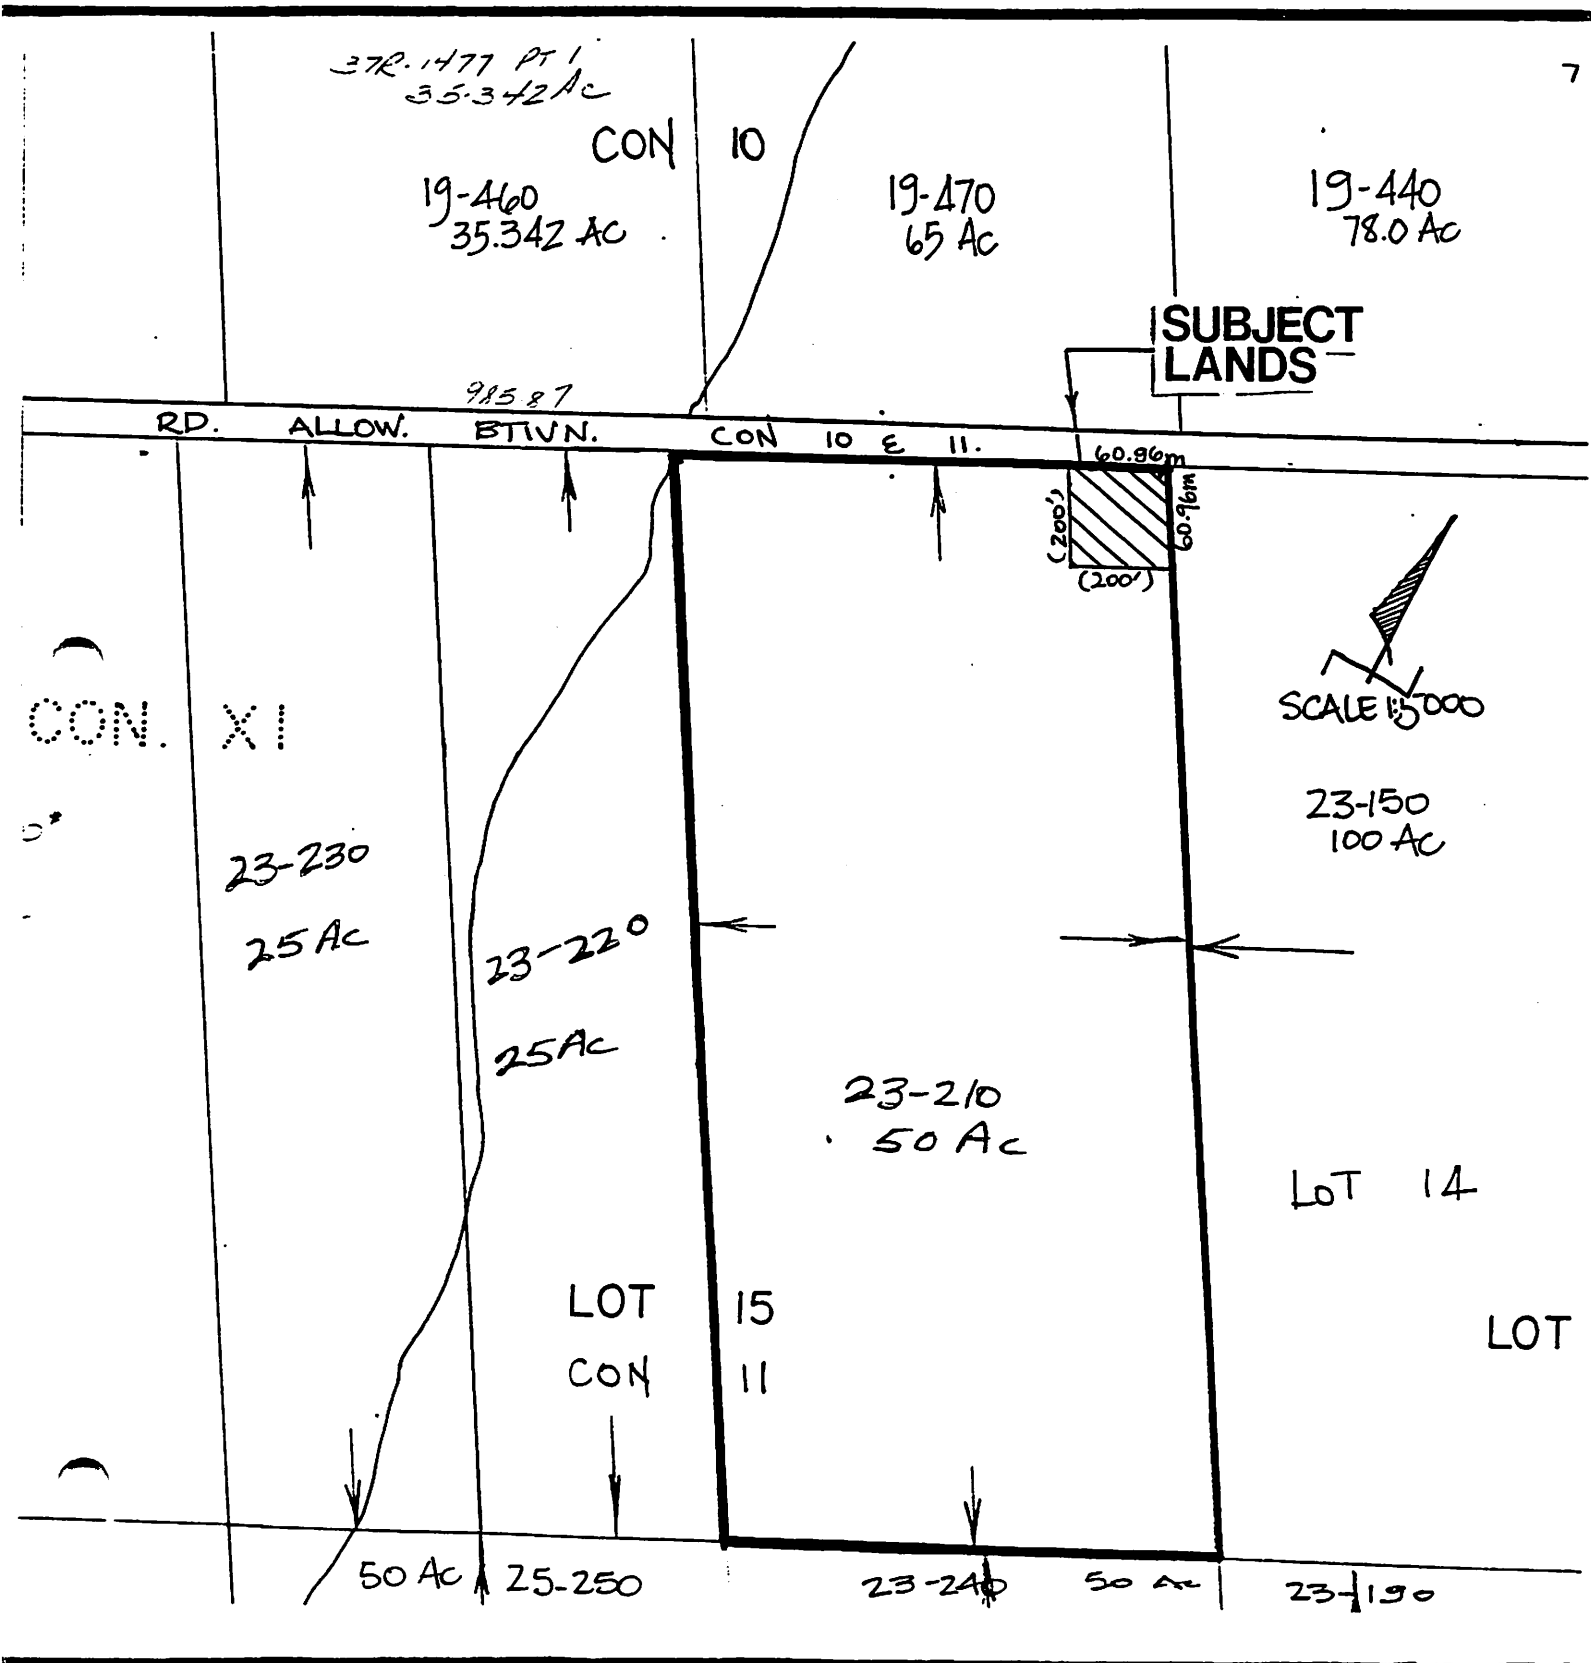 7
37R-1477 PT 1
35.342 Ac
CON 10
19-460
35.342 AC
19-470
65 AC
19-440
78.0 AC
SUBJECT
LANDS
985.87
RD. ALLOW. BTWN. CON 10 & 11.
60.96m
60.96m
(200')
(200')
SCALE 1:5000
CON. XI
23-150
100 AC
23-230
25 Ac
23-220
25 Ac
23-210
50 Ac
LOT 14
LOT 15
CON 11
LOT
50 Ac
25-250
23-240
50 Ac
23-190